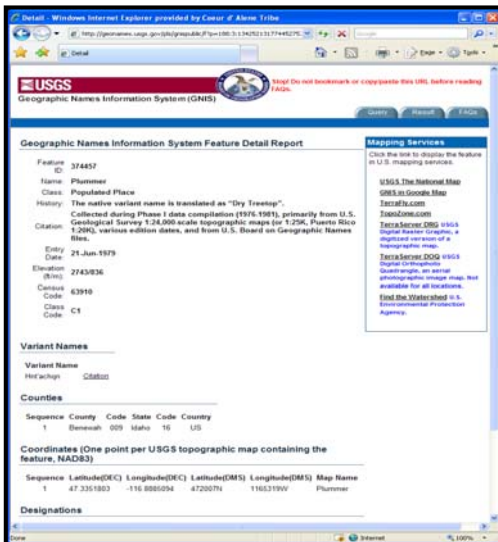 Detail - Windows Internet Explorer provided by Coeur d' Alene Tribe
Detail
Page
Tools
USGS
Geographic Names Information System (GNIS)
Stop! Do not bookmark or copy/paste this URL before reading FAQs.
Query Result FAQs
Geographic Names Information System Feature Detail Report
Feature ID: 374457
Name: Plummer
Class: Populated Place
History: The native variant name is translated as "Dry Treetop".
Citation: Collected during Phase I data compilation (1976-1981), primarily from U.S.
Geological Survey 1:24,000-scale topographic maps (or 1:25K, Puerto Rico
1:20K), various edition dates, and from U.S. Board on Geographic Names
files.
Entry Date: 21-Jun-1979
Elevation (ft/m): 2743/836
Census Code: 63910
Class Code: C1
Mapping Services
Click the link to display the feature
in U.S. mapping services.
USGS The National Map
GNIS in Google Map
TerraFly.com
TopoZone.com
TerraServer DRG USGS
Digital Raster Graphic, a
digitized version of a
topographic map.
TerraServer DOQ USGS
Digital Orthophoto
Quadrangle, an aerial
photographic image map. Not
available for all locations.
Find the Watershed U.S.
Environmental Protection
Agency.
Variant Names
Variant Name
Citation
Counties
Sequence County Code State Code Country
1 Benewah 009 Idaho 16 US
Coordinates (One point per USGS topographic map containing the
feature, NAD83)
Sequence Latitude(DEC) Longitude(DEC) Latitude(DMS) Longitude(DMS) Map Name
1 47.3351803 -116.8885094 472007N 1165319W Plummer
Designations
Done
Internet
100%